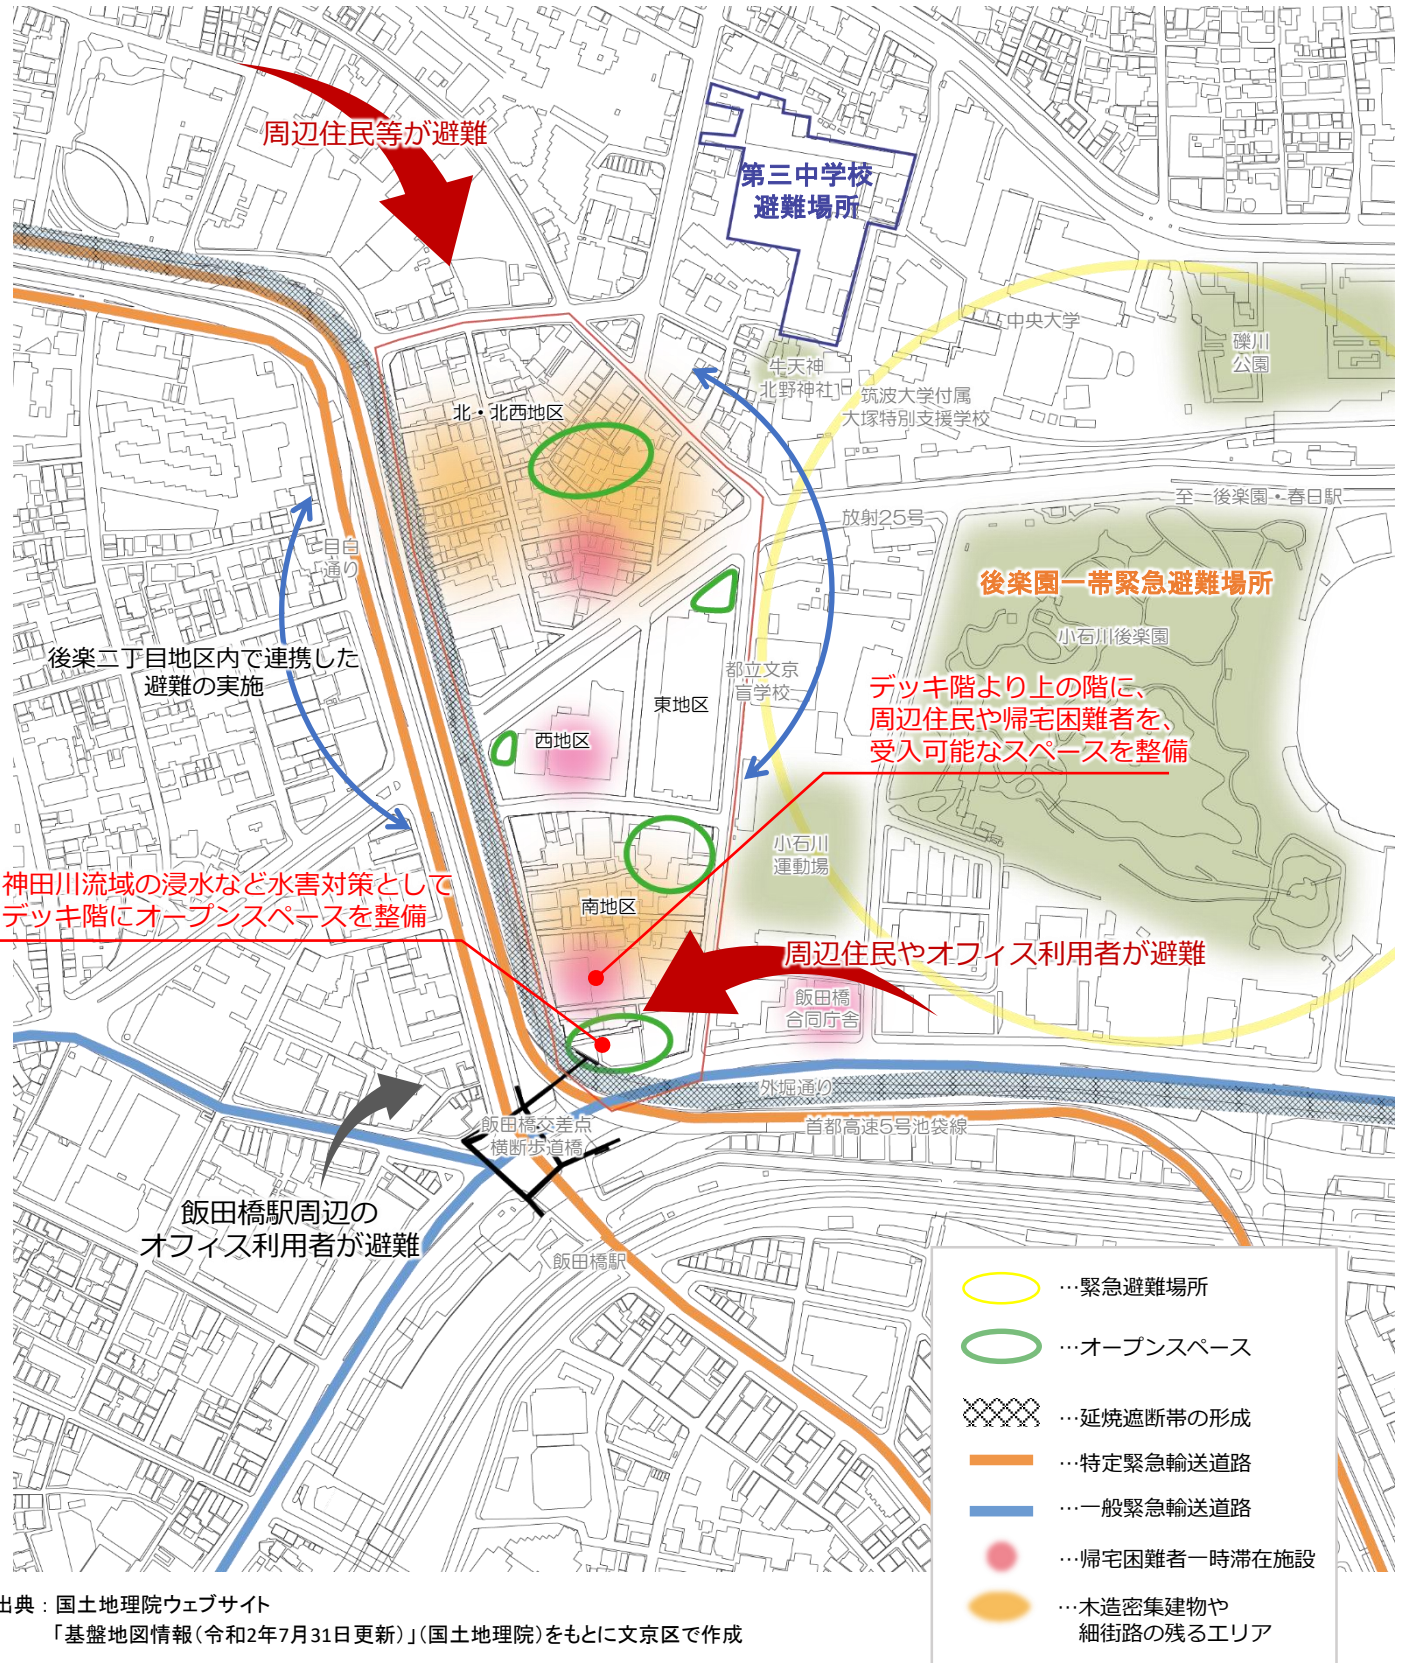 周辺住民等が避難
第三中学校
避難場所
中央大学
礫川
公園
牛天神
北野神社
筑波大学付属
大塚特別支援学校
北・北西地区
至 後楽園・春日駅
放射25号
目白
通り
後楽園一帯緊急避難場所
小石川後楽園
後楽二丁目地区内で連携した
避難の実施
都立文京
盲学校
東地区
西地区
デッキ階より上の階に、
周辺住民や帰宅困難者を、
受入可能なスペースを整備
小石川
運動場
神田川流域の浸水など水害対策として
デッキ階にオープンスペースを整備
南地区
周辺住民やオフィス利用者が避難
飯田橋
合同庁舎
外堀通り
首都高速5号池袋線
飯田橋交差点
横断歩道橋
飯田橋駅周辺の
オフィス利用者が避難
飯田橋駅
…緊急避難場所
…オープンスペース
…延焼遮断帯の形成
…特定緊急輸送道路
…一般緊急輸送道路
…帰宅困難者一時滞在施設
…木造密集建物や
細街路の残るエリア
出典：国土地理院ウェブサイト
「基盤地図情報（令和2年7月31日更新）」（国土地理院）をもとに文京区で作成